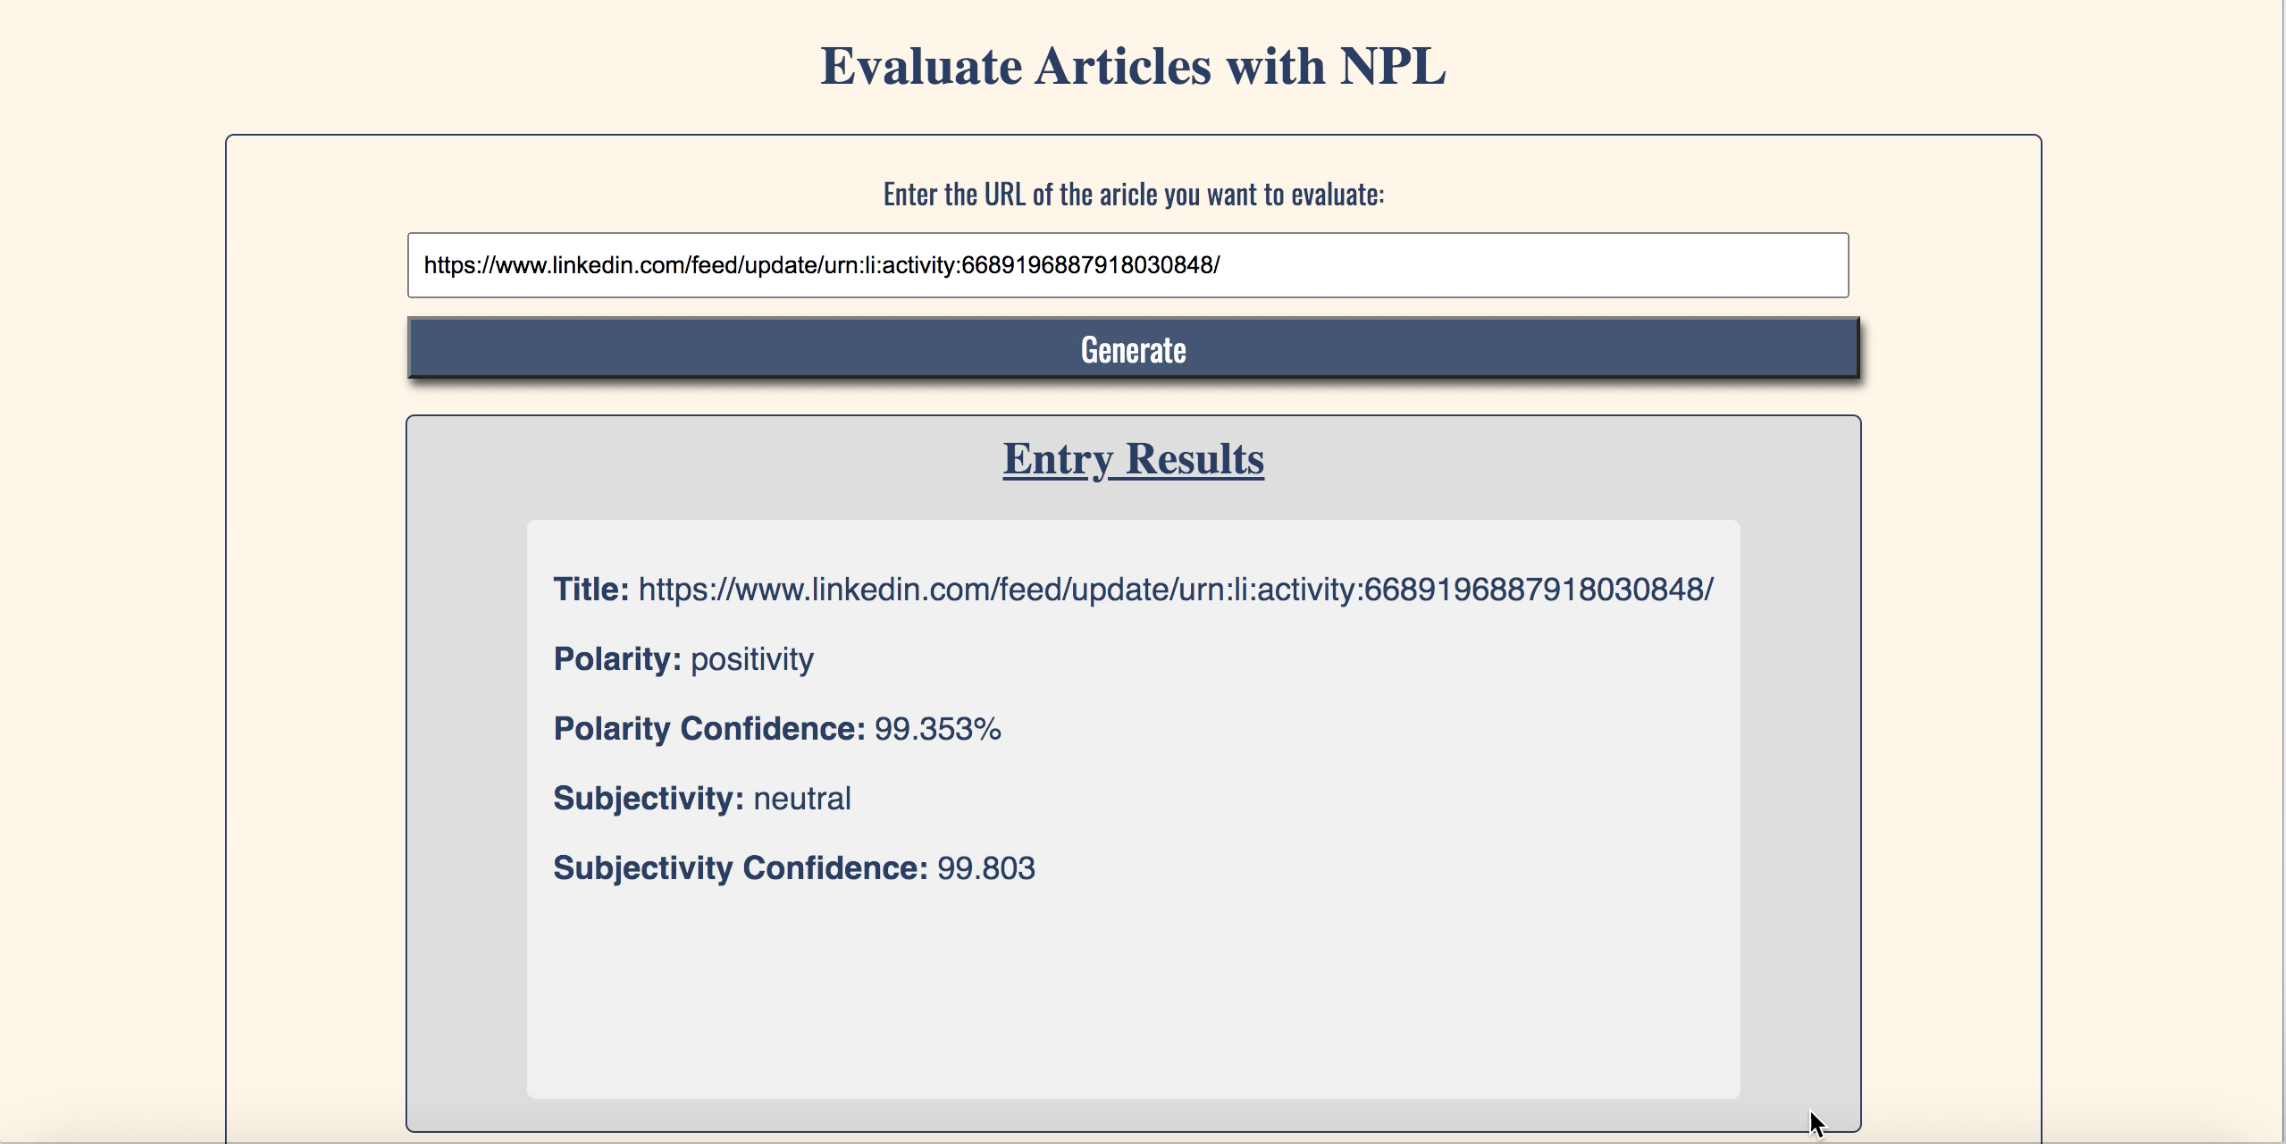 Evaluate Articles with NPL
Enter the URL of the aricle you want to evaluate:
https://www.linkedin.com/feed/update/urn:li:activity:6689196887918030848/
Generate
Entry Results
Title: https://www.linkedin.com/feed/update/urn:li:activity:6689196887918030848/
Polarity: positivity
Polarity Confidence: 99.353%
Subjectivity: neutral
Subjectivity Confidence: 99.803